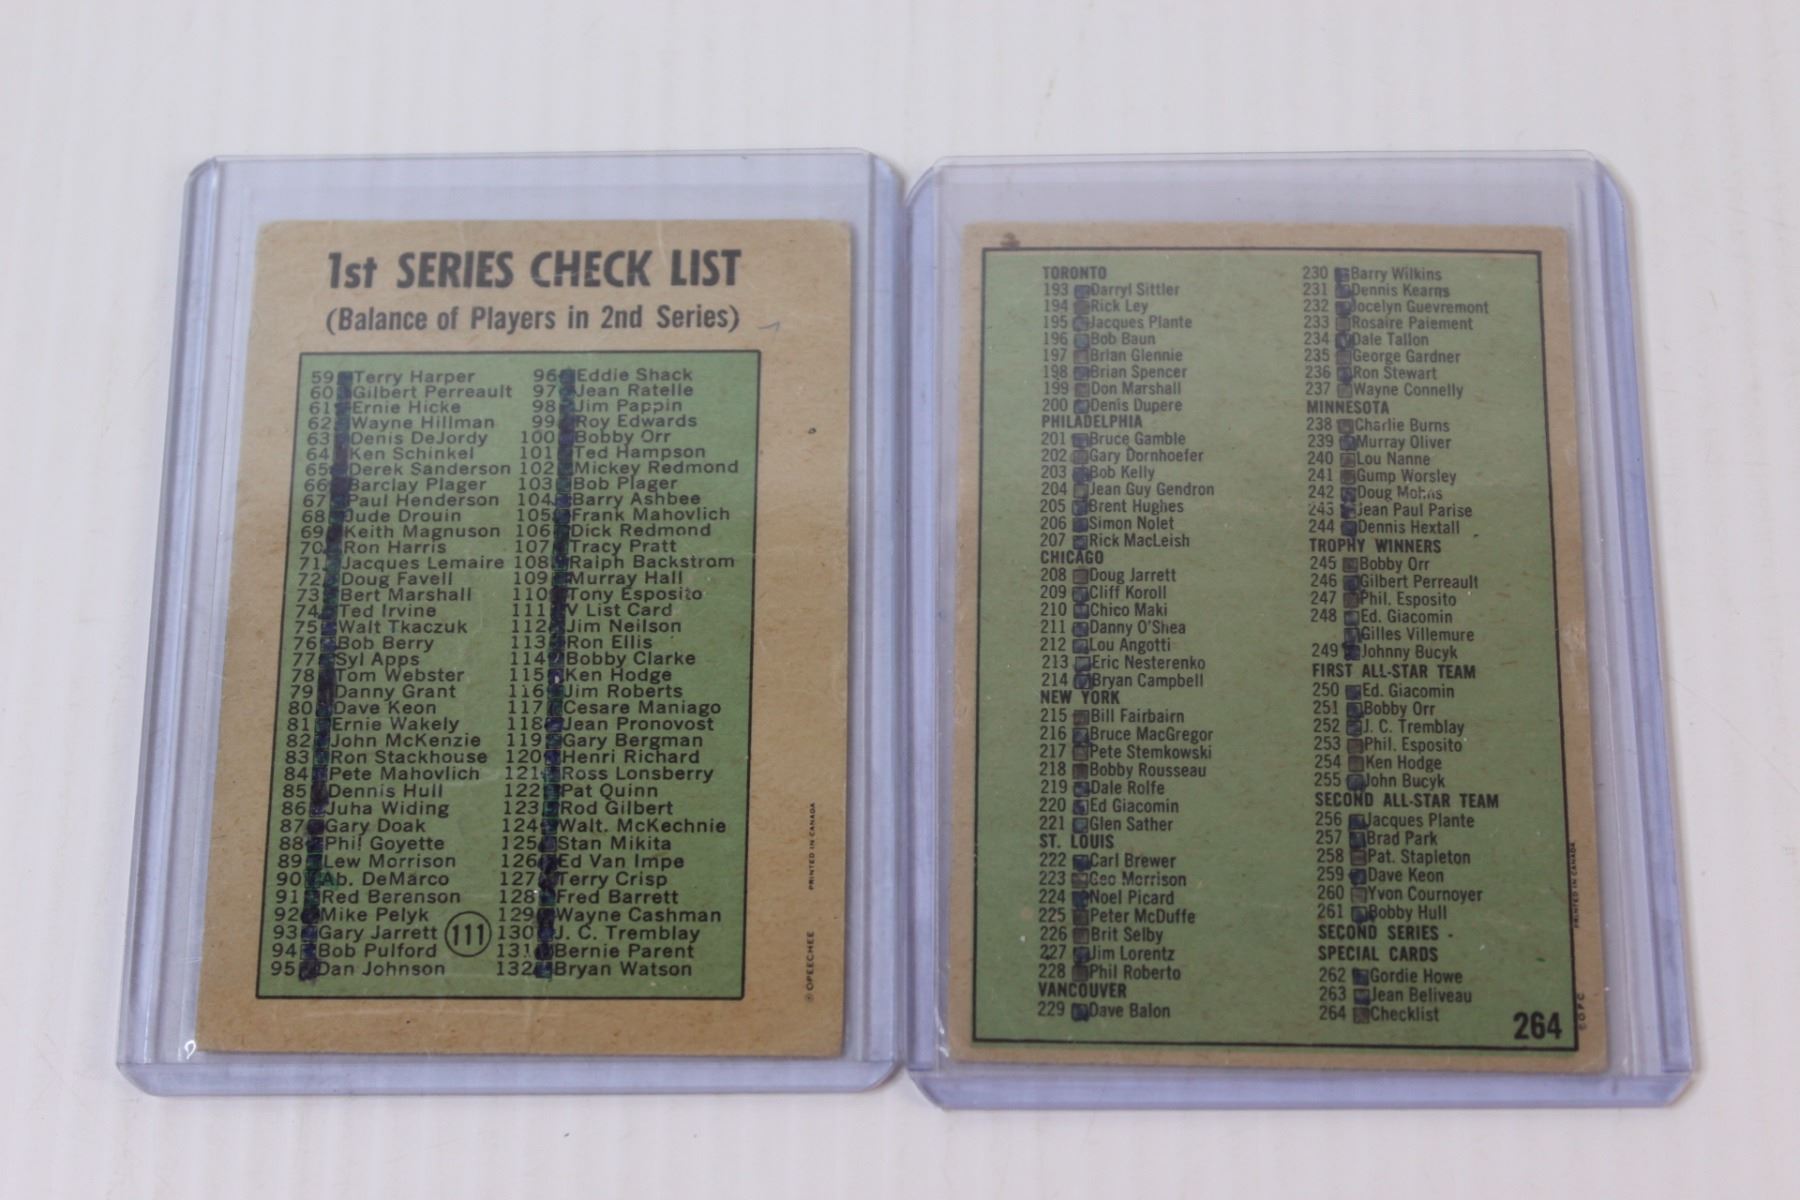 1st SERIES CHECK LIST
(Balance of Players in 2nd Series)
59 Terry Harper
60 Gilbert Perreault
61 Ernie Hicke
62 Wayne Hillman
63 Denis DeJordy
64 Ken Schinkel
65 Derek Sanderson
66 Barclay Plager
67 Paul Henderson
68 Jude Drouin
69 Keith Magnuson
70 Ron Harris
71 Jacques Lemaire
72 Doug Favell
73 Bert Marshall
74 Ted Irvine
75 Walt Tkaczuk
76 Bob Berry
77 Syl Apps
78 Tom Webster
79 Danny Grant
80 Dave Keon
81 Ernie Wakely
82 John McKenzie
83 Ron Stackhouse
84 Pete Mahovlich
85 Dennis Hull
86 Juha Widing
87 Gary Doak
88 Phil Goyette
89 Lew Morrison
90 Ab. DeMarco
91 Red Berenson
92 Mike Pelyk
93 Gary Jarrett
94 Bob Pulford
95 Dan Johnson
96 Eddie Shack
97 Jean Ratelle
98 Jim Pappin
99 Roy Edwards
100 Bobby Orr
101 Ted Hampson
102 Mickey Redmond
103 Bob Plager
104 Barry Ashbee
105 Frank Mahovlich
106 Dick Redmond
107 Tracy Pratt
108 Ralph Backstrom
109 Murray Hall
110 Tony Esposito
111 V List Card
112 Jim Neilson
113 Ron Ellis
114 Bobby Clarke
115 Ken Hodge
116 Jim Roberts
117 Cesare Maniago
118 Jean Pronovost
119 Gary Bergman
120 Henri Richard
121 Ross Lonsberry
122 Pat Quinn
123 Rod Gilbert
124 Walt. McKechnie
125 Stan Mikita
126 Ed Van Impe
127 Terry Crisp
128 Fred Barrett
129 Wayne Cashman
130 J. C. Tremblay
131 Bernie Parent
132 Bryan Watson
111
© OPEECHEE PRINTED IN CANADA
TORONTO
193 Darryl Sittler
194 Rick Ley
195 Jacques Plante
196 Bob Baun
197 Brian Glennie
198 Brian Spencer
199 Don Marshall
200 Denis Dupere
PHILADELPHIA
201 Bruce Gamble
202 Gary Dornhoefer
203 Bob Kelly
204 Jean Guy Gendron
205 Brent Hughes
206 Simon Nolet
207 Rick MacLeish
CHICAGO
208 Doug Jarrett
209 Cliff Koroll
210 Chico Maki
211 Danny O'Shea
212 Lou Angotti
213 Eric Nesterenko
214 Bryan Campbell
NEW YORK
215 Bill Fairbairn
216 Bruce MacGregor
217 Pete Stemkowski
218 Bobby Rousseau
219 Dale Rolfe
220 Ed Giacomin
221 Glen Sather
ST. LOUIS
222 Carl Brewer
223 Geo Morrison
224 Noel Picard
225 Peter McDuffe
226 Brit Selby
227 Jim Lorentz
228 Phil Roberto
VANCOUVER
229 Dave Balon
230 Barry Wilkins
231 Dennis Kearns
232 Jocelyn Guevremont
233 Rosaire Paiement
234 Dale Tallon
235 George Gardner
236 Ron Stewart
237 Wayne Connelly
MINNESOTA
238 Charlie Burns
239 Murray Oliver
240 Lou Nanne
241 Gump Worsley
242 Doug Mohns
243 Jean Paul Parise
244 Dennis Hextall
TROPHY WINNERS
245 Bobby Orr
246 Gilbert Perreault
247 Phil. Esposito
248 Ed. Giacomin
Gilles Villemure
249 Johnny Bucyk
FIRST ALL-STAR TEAM
250 Ed. Giacomin
251 Bobby Orr
252 J. C. Tremblay
253 Phil. Esposito
254 Ken Hodge
255 John Bucyk
SECOND ALL-STAR TEAM
256 Jacques Plante
257 Brad Park
258 Pat. Stapleton
259 Dave Keon
260 Yvon Cournoyer
261 Bobby Hull
SECOND SERIES -
SPECIAL CARDS
262 Gordie Howe
263 Jean Beliveau
264 Checklist
264
© O P C PRINTED IN CANADA